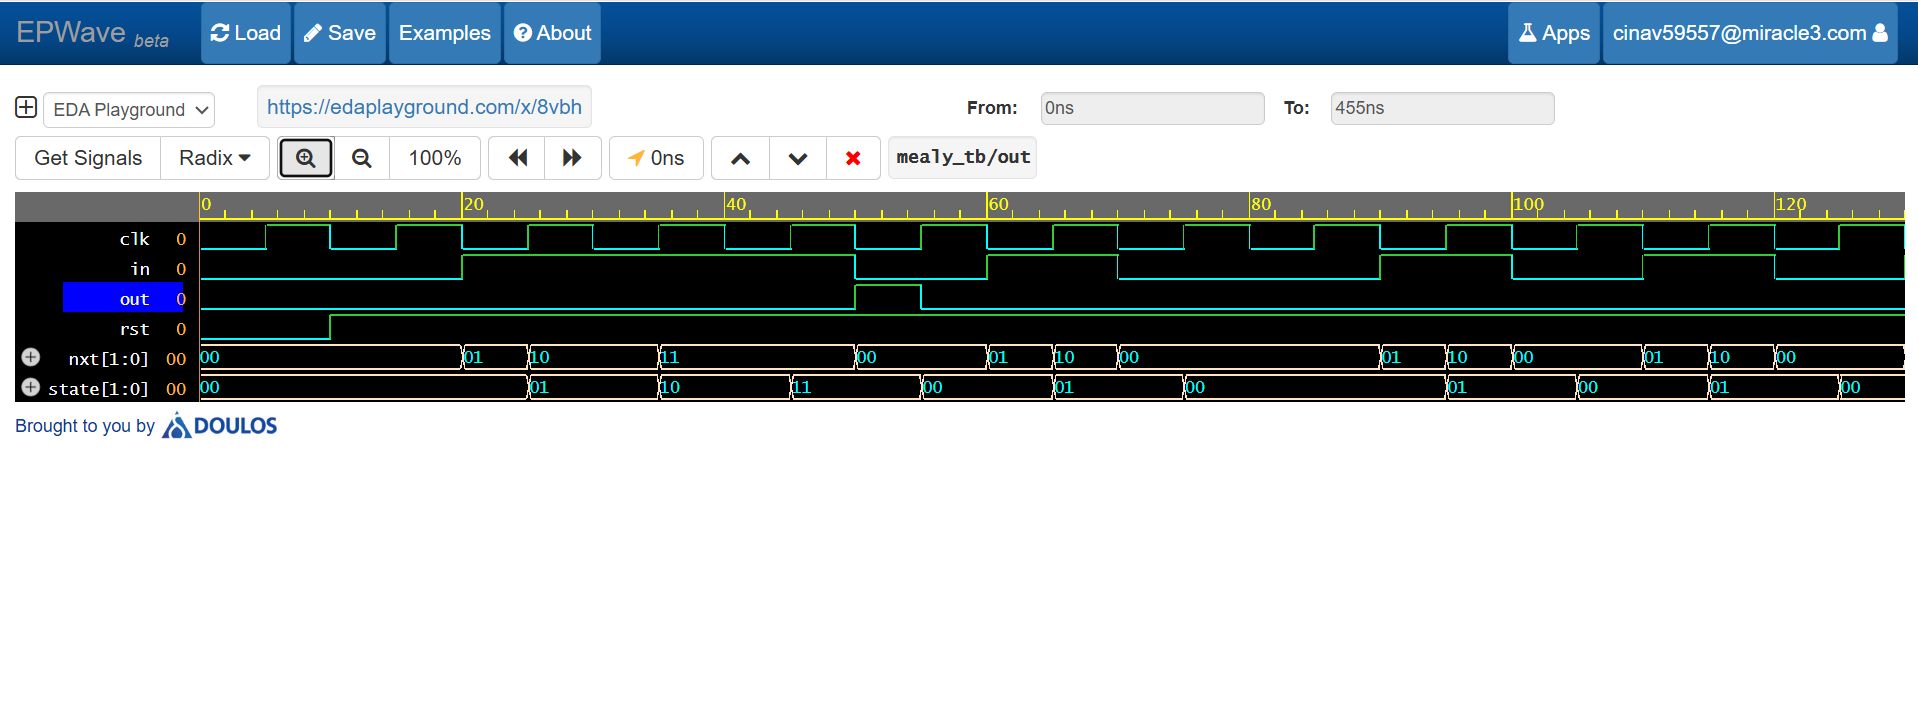 EPWave beta Load Save Examples About Apps cinav59557@miracle3.com
EDA Playground https://edaplayground.com/x/8vbh From: 0ns To: 455ns
Get Signals Radix 100% 0ns mealy_tb/out
0 20 40 60 80 100 120
clk 0
in 0
out 0
rst 0
nxt[1:0] 00 00 01 10 11 00 01 10 00 01 10 00 01 10 00
state[1:0] 00 00 01 10 11 00 01 00 01 00 01 00
Brought to you by DOULOS